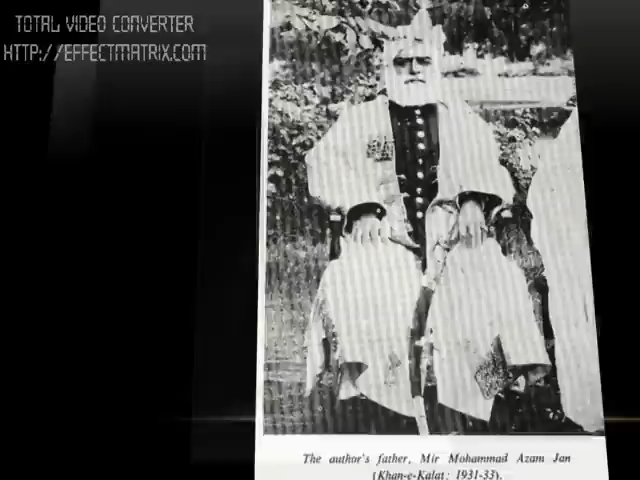 TOTAL VIDEO CONVERTER
HTTP://EFFECTMATRIX.COM
The author's father, Mir Mohammad Azam Jan
(Khan-e-Kalat: 1931-33).